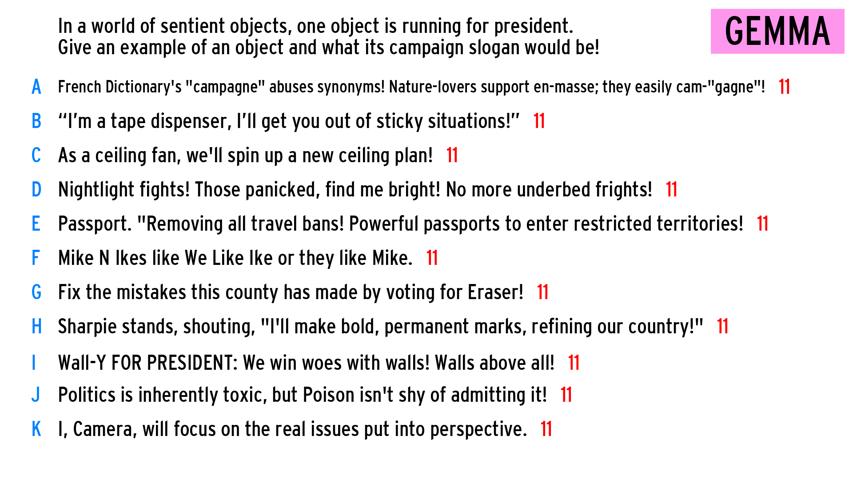 In a world of sentient objects, one object is running for president.
Give an example of an object and what its campaign slogan would be!
GEMMA
A French Dictionary's "campagne" abuses synonyms! Nature-lovers support en-masse; they easily cam-"gagne"! 11
B “I’m a tape dispenser, I’ll get you out of sticky situations!” 11
C As a ceiling fan, we'll spin up a new ceiling plan! 11
D Nightlight fights! Those panicked, find me bright! No more underbed frights! 11
E Passport. "Removing all travel bans! Powerful passports to enter restricted territories! 11
F Mike N Ikes like We Like Ike or they like Mike. 11
G Fix the mistakes this county has made by voting for Eraser! 11
H Sharpie stands, shouting, "I'll make bold, permanent marks, refining our country!" 11
I Wall-Y FOR PRESIDENT: We win woes with walls! Walls above all! 11
J Politics is inherently toxic, but Poison isn't shy of admitting it! 11
K I, Camera, will focus on the real issues put into perspective. 11